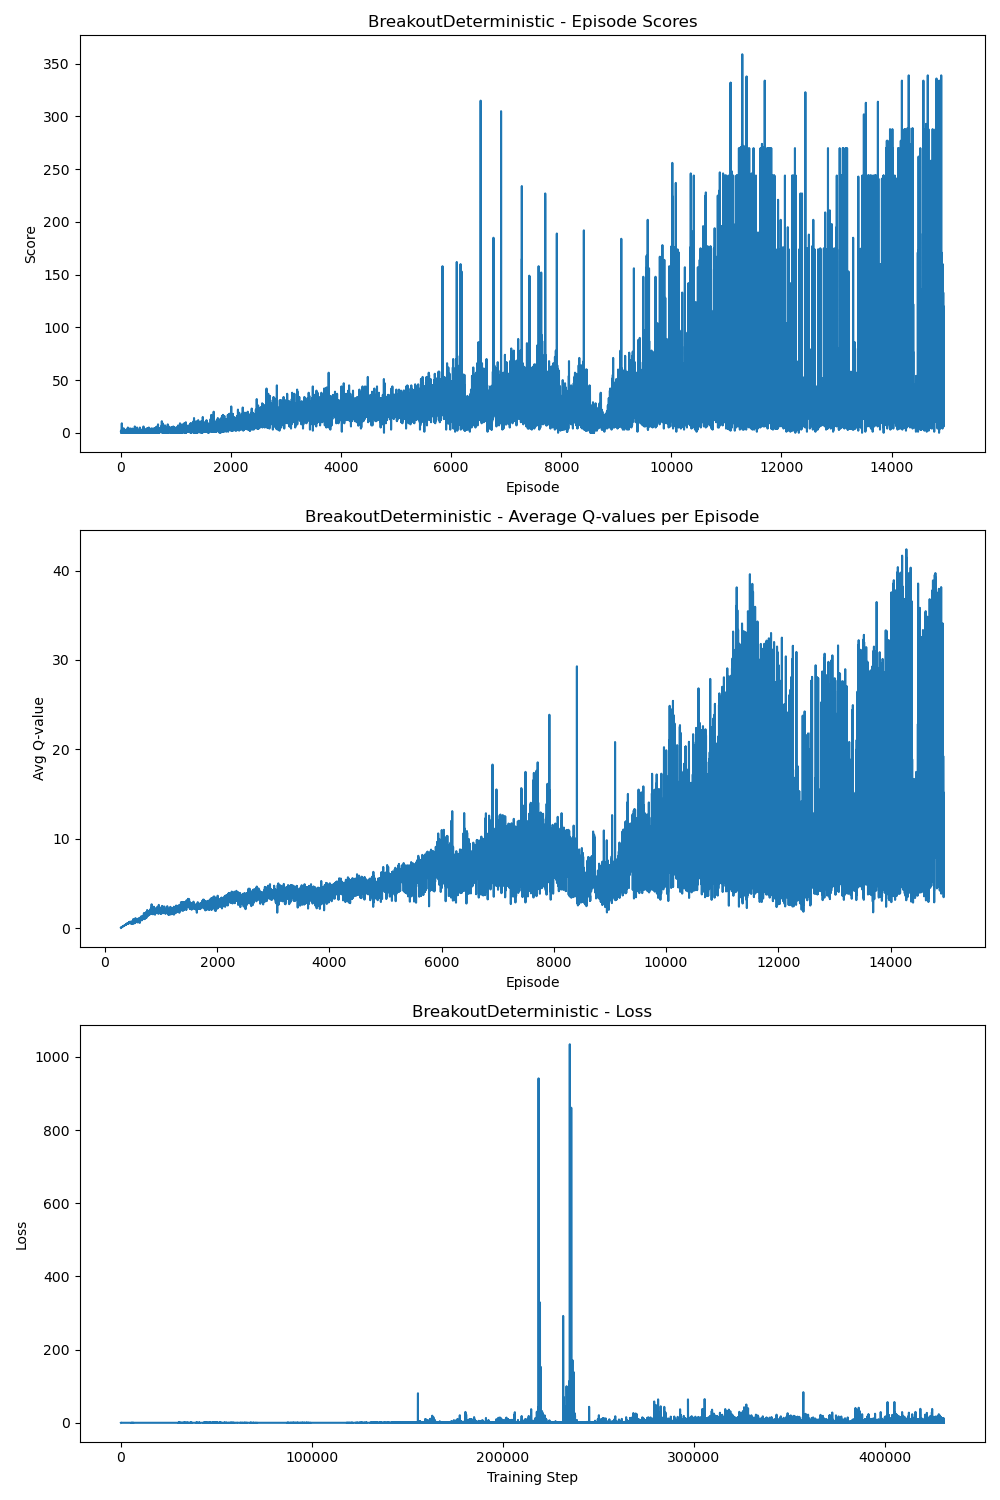 BreakoutDeterministic - Episode Scores
350
300
250
200
150
100
50
0
Score
0 2000 4000 6000 8000 10000 12000 14000
Episode
BreakoutDeterministic - Average Q-values per Episode
40
30
20
10
0
Avg Q-value
0 2000 4000 6000 8000 10000 12000 14000
Episode
BreakoutDeterministic - Loss
1000
800
600
400
200
0
Loss
0 100000 200000 300000 400000
Training Step